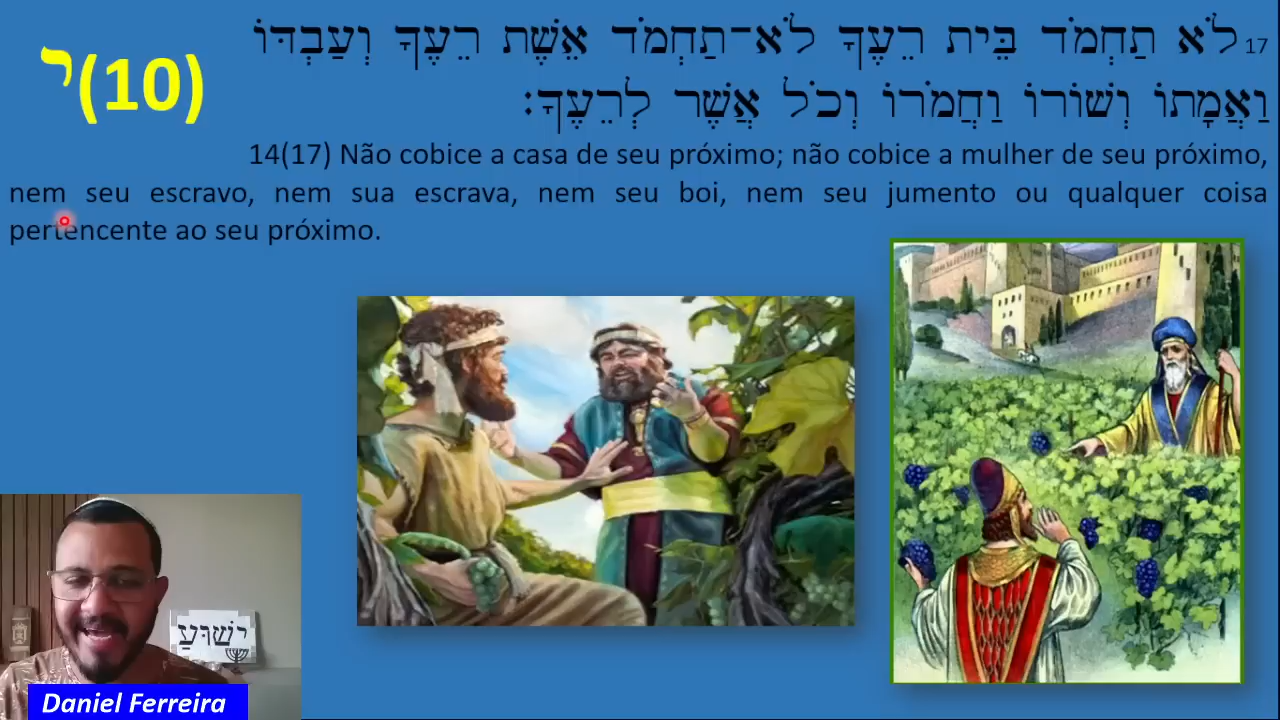 י(10)
17 לֹא תַחְמֹד בֵּית רֵעֶךָ לֹא־תַחְמֹד אֵשֶׁת רֵעֶךָ וְעַבְדּוֹ
וַאֲמָתוֹ וְשׁוֹרוֹ וַחֲמֹרוֹ וְכֹל אֲשֶׁר לְרֵעֶךָ׃
14(17) Não cobice a casa de seu próximo; não cobice a mulher de seu próximo,
nem seu escravo, nem sua escrava, nem seu boi, nem seu jumento ou qualquer coisa
pertencente ao seu próximo.
ישׁוּעַ
Daniel Ferreira